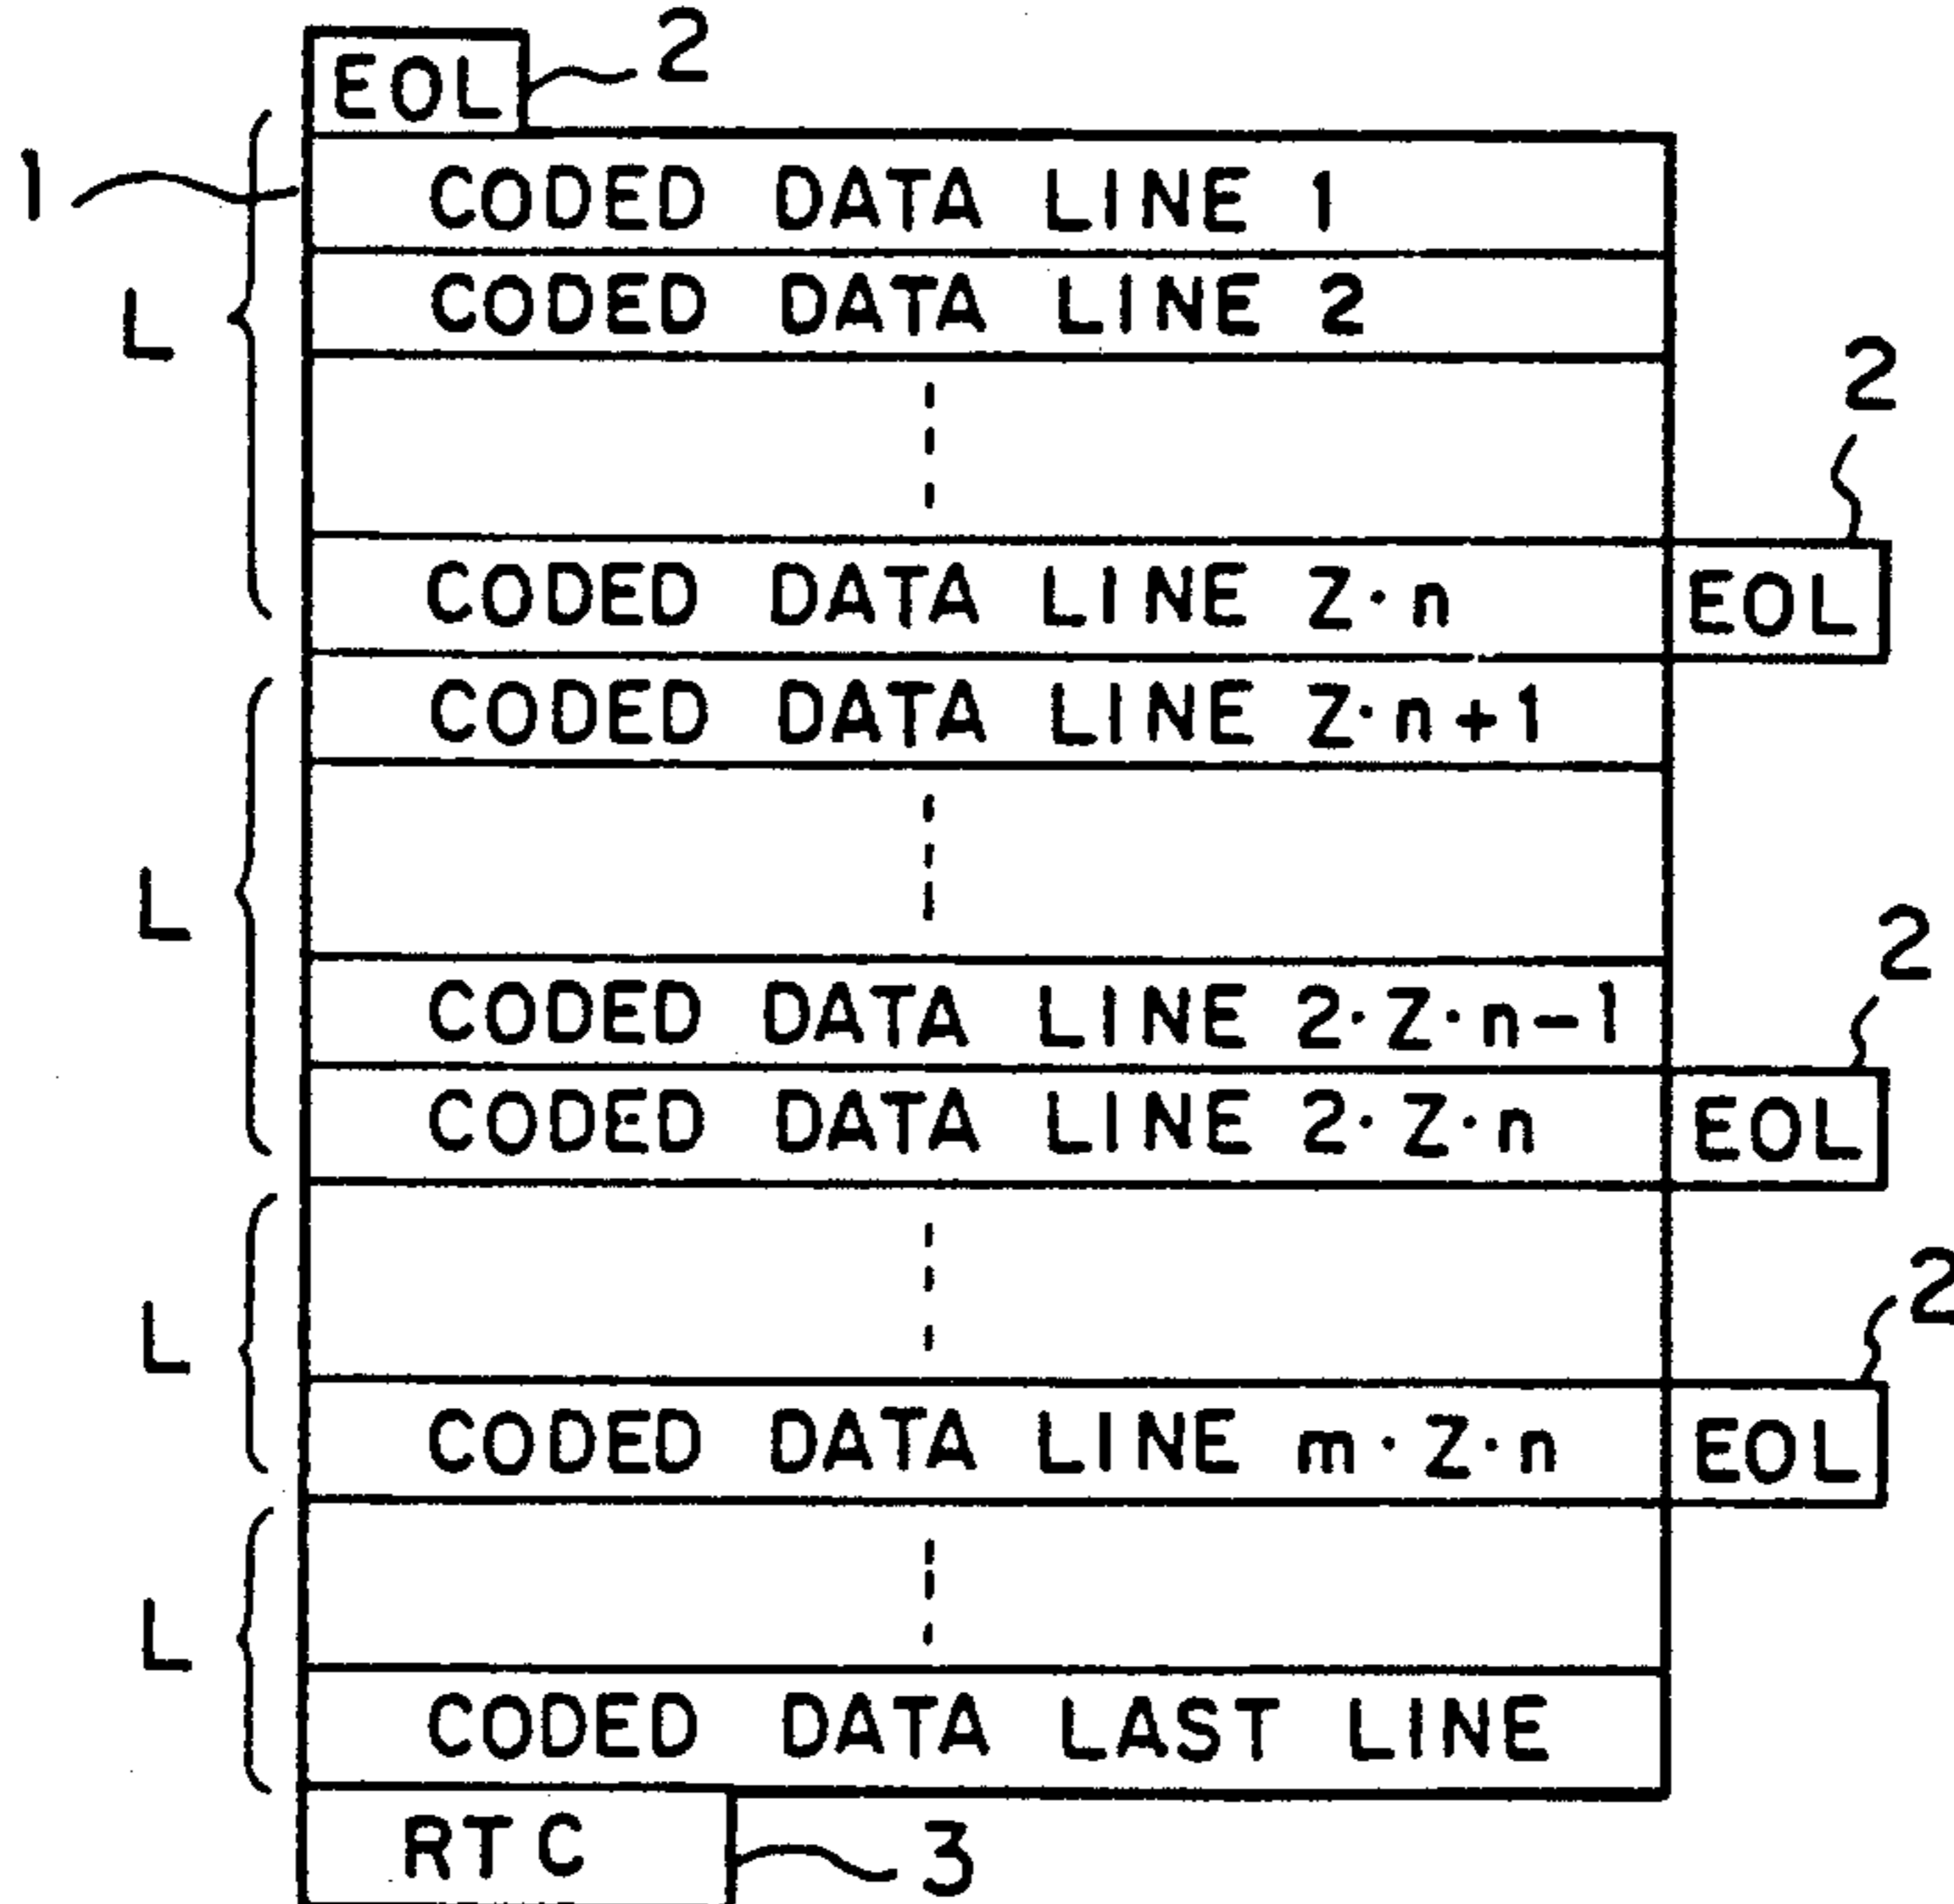 EOL 2
1 CODED DATA LINE 1
L CODED DATA LINE 2
2
CODED DATA LINE Z·n EOL
CODED DATA LINE Z·n+1
L
2
CODED DATA LINE 2·Z·n-1
CODED DATA LINE 2·Z·n EOL
L
2
CODED DATA LINE m·Z·n EOL
L
CODED DATA LAST LINE
RTC 3